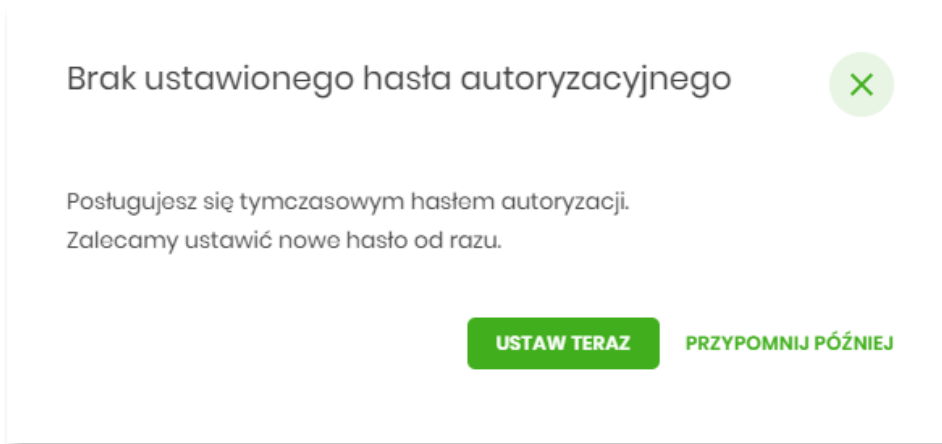 Brak ustawionego hasła autoryzacyjnego
Posługujesz się tymczasowym hasłem autoryzacji.
Zalecamy ustawić nowe hasło od razu.
USTAW TERAZ
PRZYPOMNIJ PÓŹNIEJ